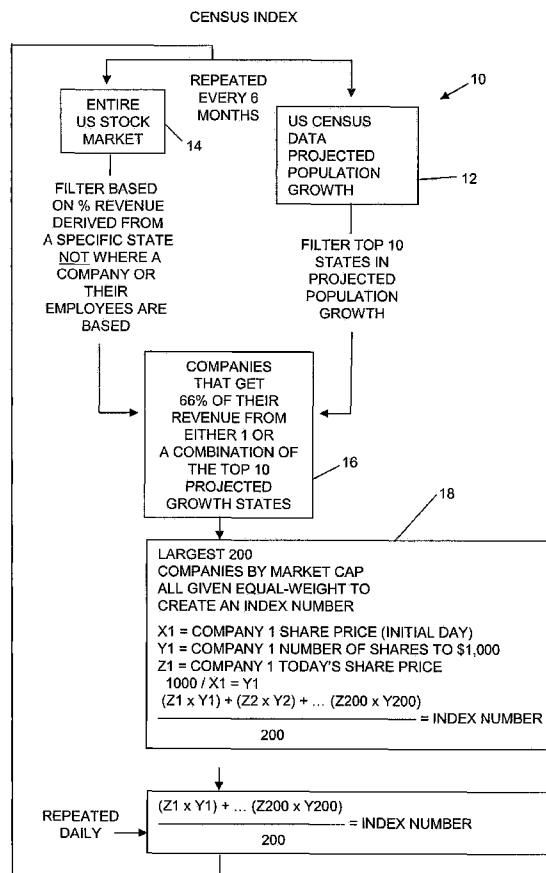 CENSUS INDEX
REPEATED
EVERY 6
MONTHS
10
ENTIRE
US STOCK
MARKET
14
US CENSUS
DATA
PROJECTED
POPULATION
GROWTH
12
FILTER BASED
ON % REVENUE
DERIVED FROM
A SPECIFIC STATE
NOT WHERE A
COMPANY OR
THEIR
EMPLOYEES ARE
BASED
FILTER TOP 10
STATES IN
PROJECTED
POPULATION
GROWTH
COMPANIES
THAT GET
66% OF THEIR
REVENUE FROM
EITHER 1 OR
A COMBINATION OF
THE TOP 10
PROJECTED
GROWTH STATES
16
18
LARGEST 200
COMPANIES BY MARKET CAP
ALL GIVEN EQUAL-WEIGHT TO
CREATE AN INDEX NUMBER
X1 = COMPANY 1 SHARE PRICE (INITIAL DAY)
Y1 = COMPANY 1 NUMBER OF SHARES TO $1,000
Z1 = COMPANY 1 TODAY'S SHARE PRICE
1000 / X1 = Y1
(Z1 x Y1) + (Z2 x Y2) + ... (Z200 x Y200)
= INDEX NUMBER
200
REPEATED
DAILY
(Z1 x Y1) + ... (Z200 x Y200)
= INDEX NUMBER
200